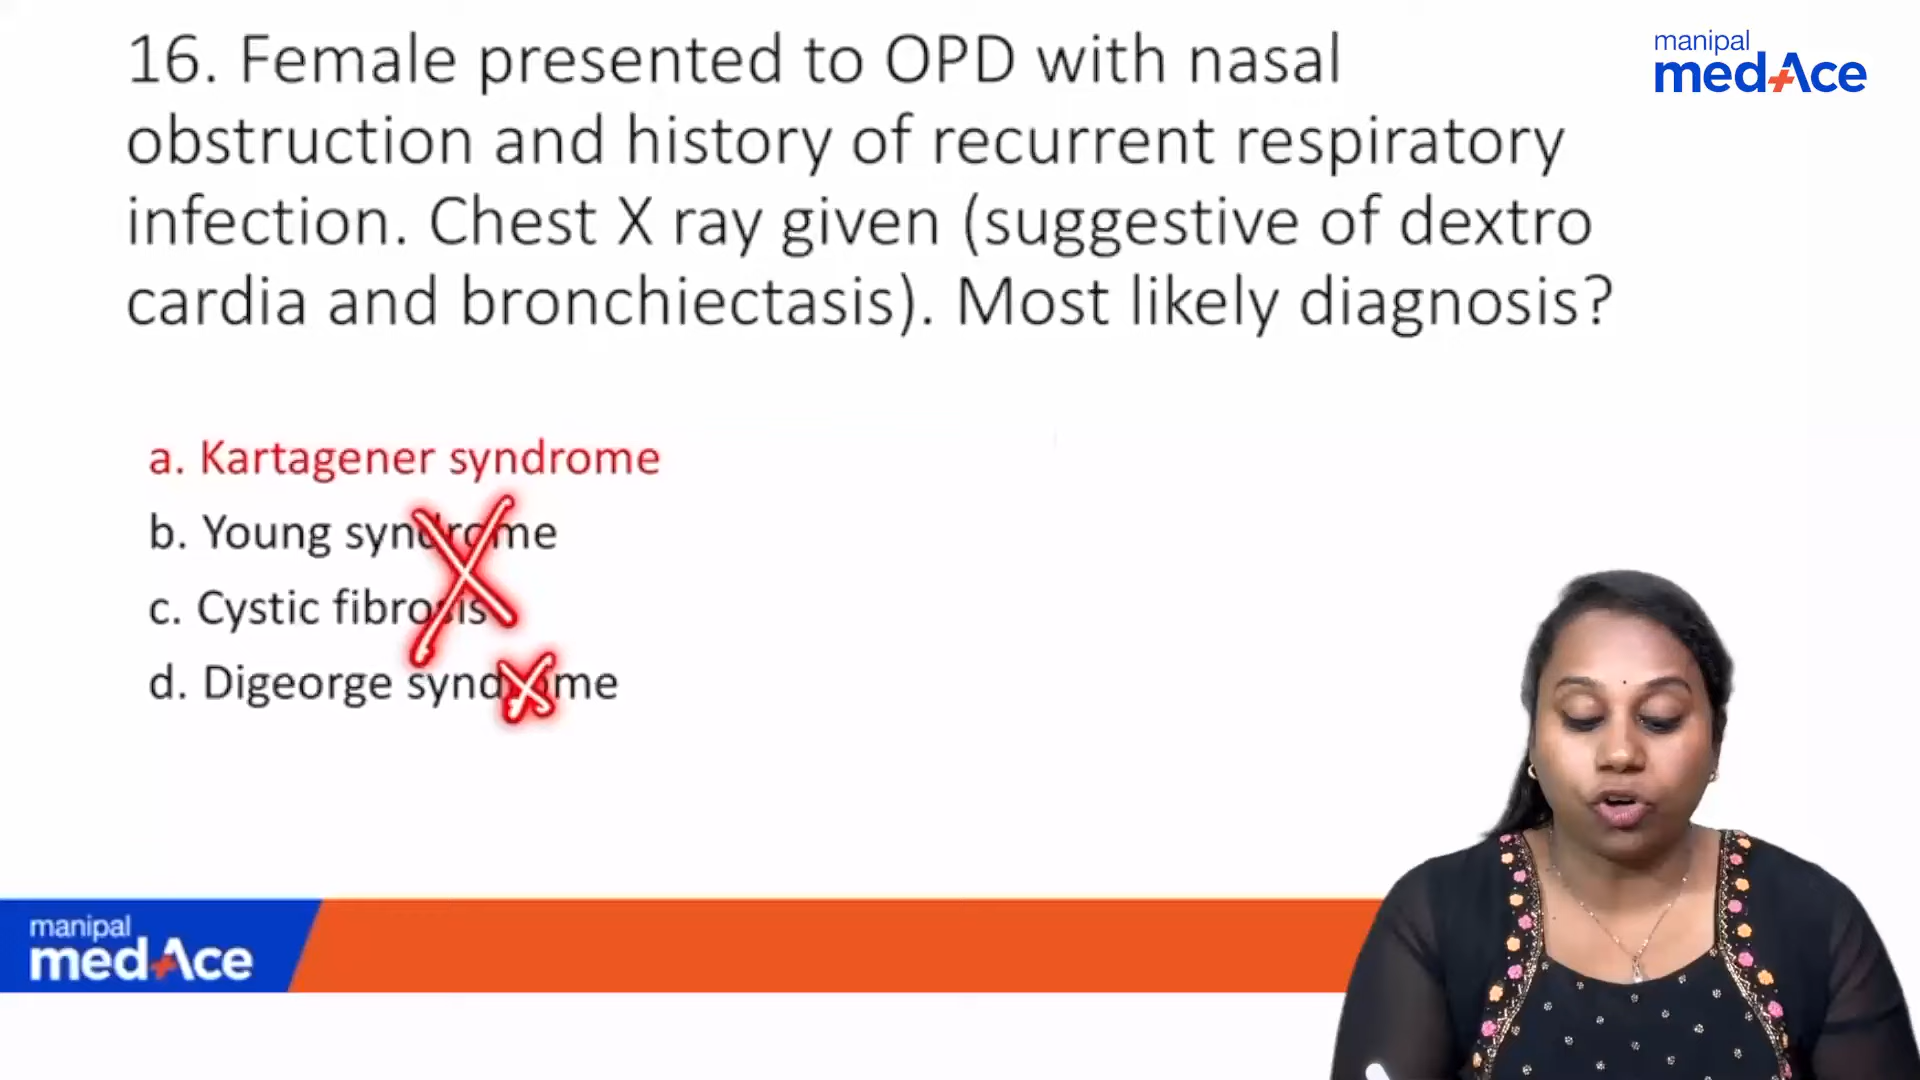 16. Female presented to OPD with nasal
obstruction and history of recurrent respiratory
infection. Chest X ray given (suggestive of dextro
cardia and bronchiectasis). Most likely diagnosis?
manipal
medAce
a. Kartagener syndrome
b. Young syndrome
c. Cystic fibrosis
d. Digeorge syndrome
manipal
medAce